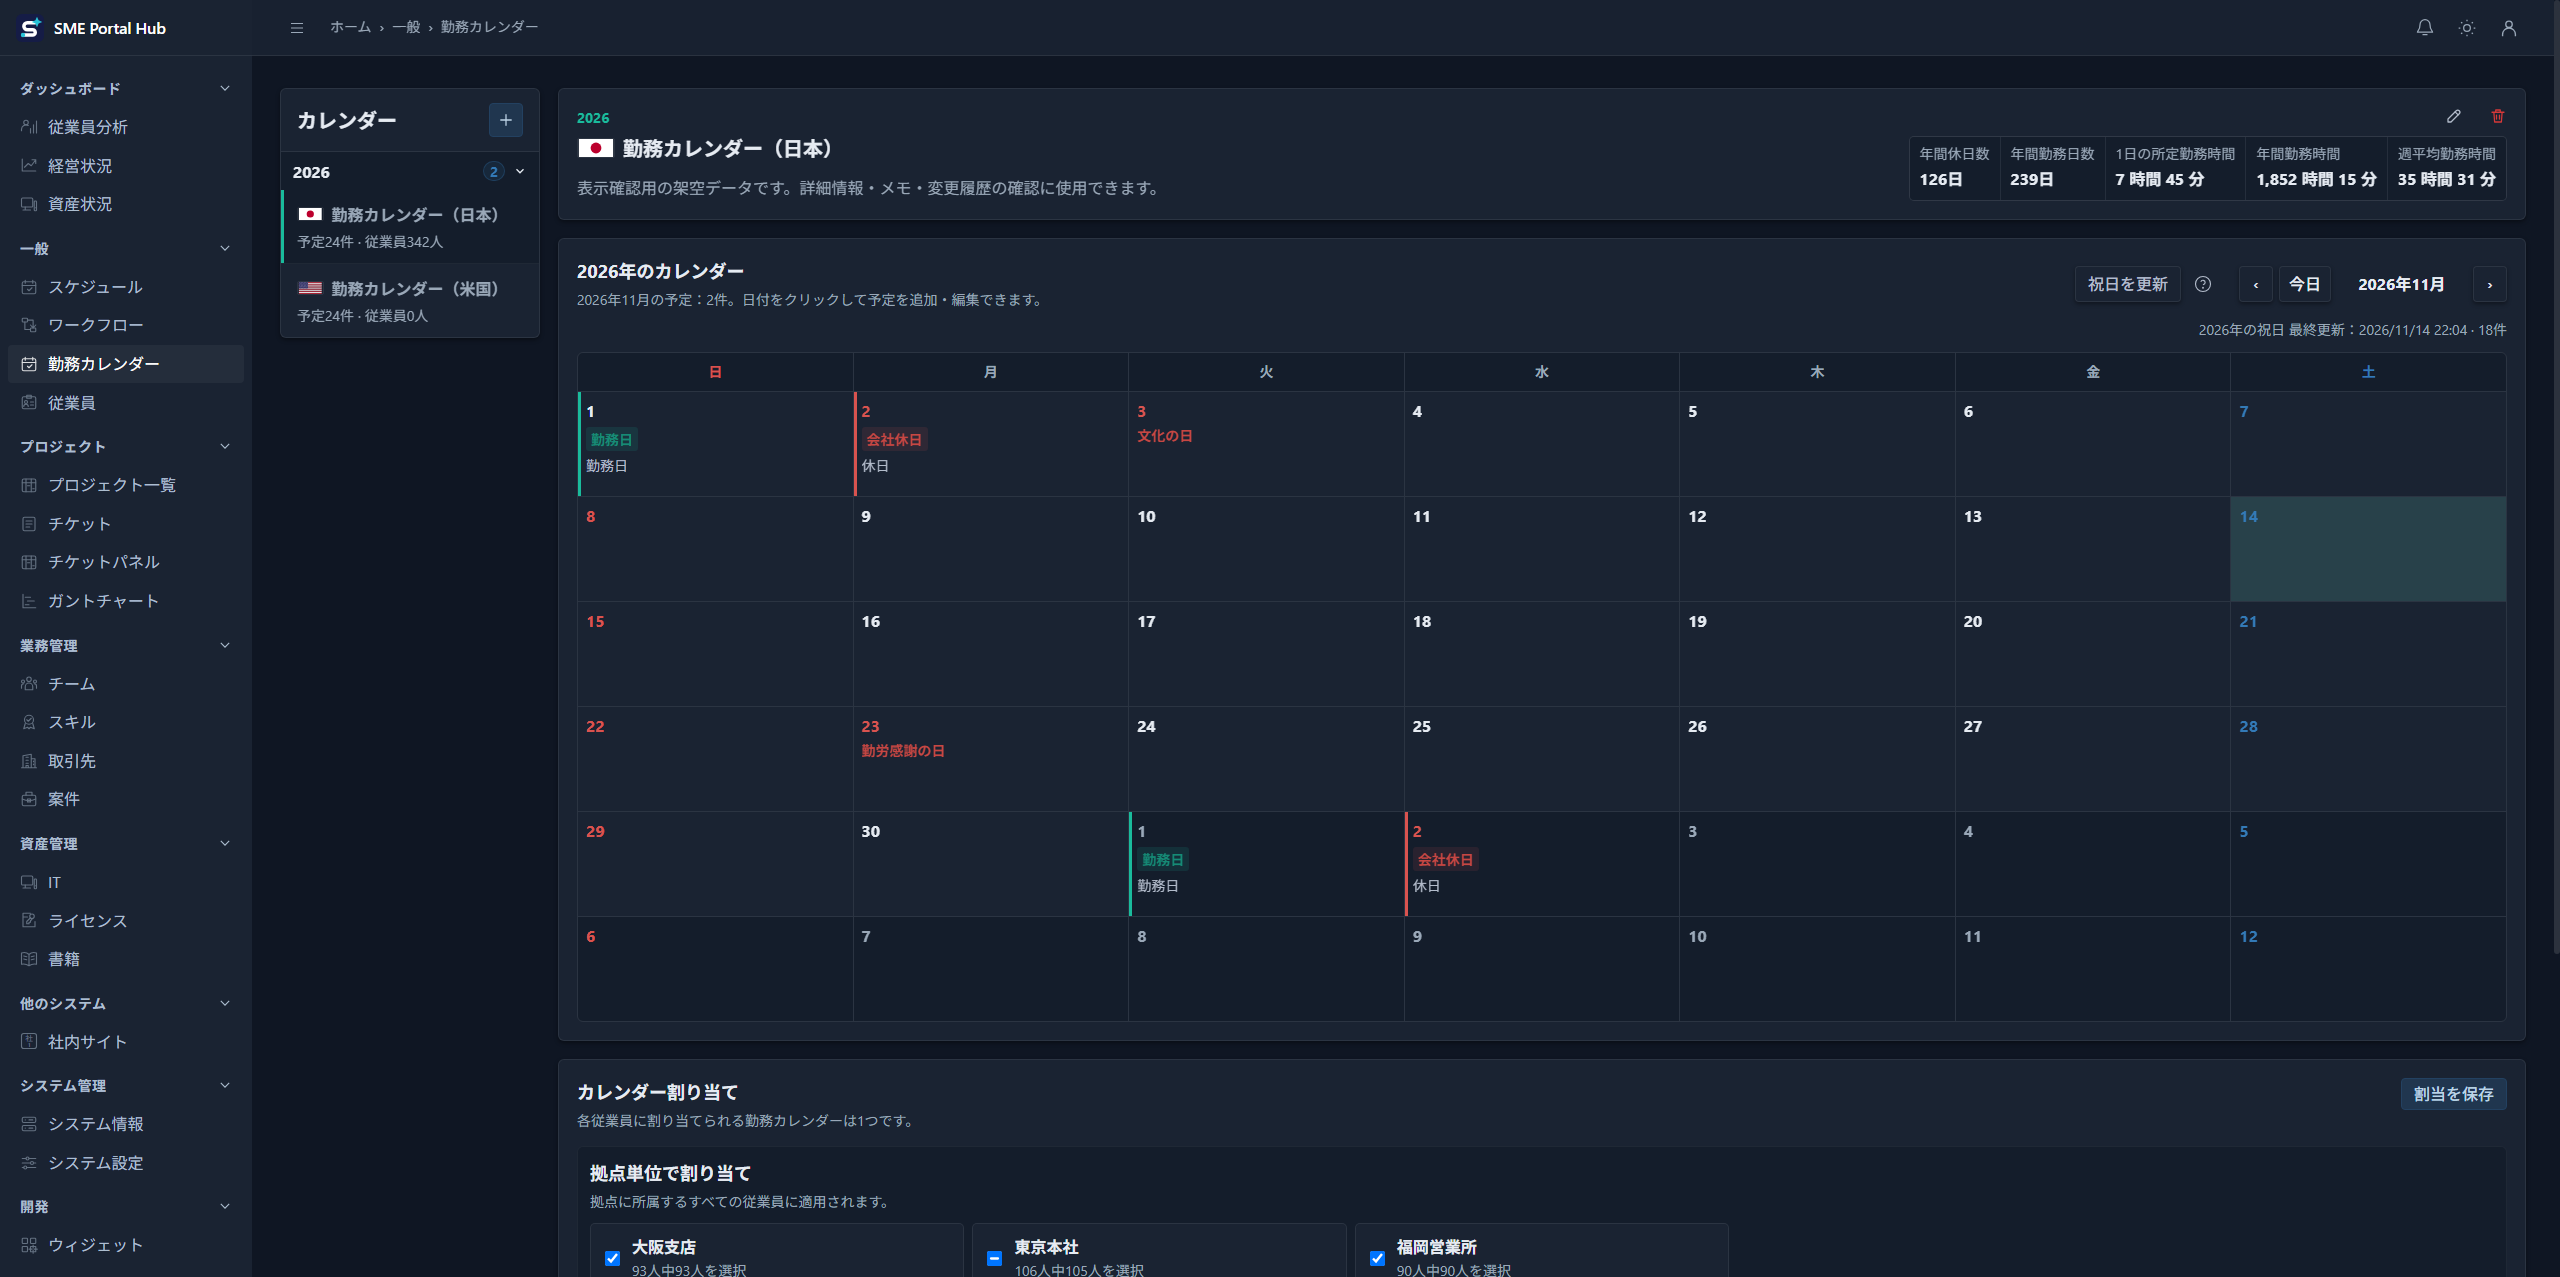 SME Portal Hub
ホーム › 一般 › 勤務カレンダー
ダッシュボード
従業員分析
経営状況
資産状況
一般
スケジュール
ワークフロー
勤務カレンダー
従業員
プロジェクト
プロジェクト一覧
チケット
チケットパネル
ガントチャート
業務管理
チーム
スキル
取引先
案件
資産管理
IT
ライセンス
書籍
他のシステム
社内サイト
システム管理
システム情報
システム設定
開発
ウィジェット
カレンダー
+
2026 2
勤務カレンダー（日本）
予定24件 · 従業員342人
勤務カレンダー（米国）
予定24件 · 従業員0人
2026
勤務カレンダー（日本）
表示確認用の架空データです。詳細情報・メモ・変更履歴の確認に使用できます。
年間休日数 年間勤務日数 1日の所定勤務時間 年間勤務時間 週平均勤務時間
126日 239日 7 時間 45 分 1,852 時間 15 分 35 時間 31 分
2026年のカレンダー
2026年11月の予定：2件。日付をクリックして予定を追加・編集できます。
祝日を更新 ? ‹ 今日 2026年11月 ›
2026年の祝日 最終更新：2026/11/14 22:04 · 18件
日 月 火 水 木 金 土
1 2 3 4 5 6 7
勤務日 会社休日 文化の日
勤務日 休日
8 9 10 11 12 13 14
15 16 17 18 19 20 21
22 23 24 25 26 27 28
勤労感謝の日
29 30 1 2 3 4 5
勤務日 会社休日
勤務日 休日
6 7 8 9 10 11 12
カレンダー割り当て
各従業員に割り当てられる勤務カレンダーは1つです。
割当を保存
拠点単位で割り当て
拠点に所属するすべての従業員に適用されます。
大阪支店 東京本社 福岡営業所
93人中93人を選択 106人中105人を選択 90人中90人を選択